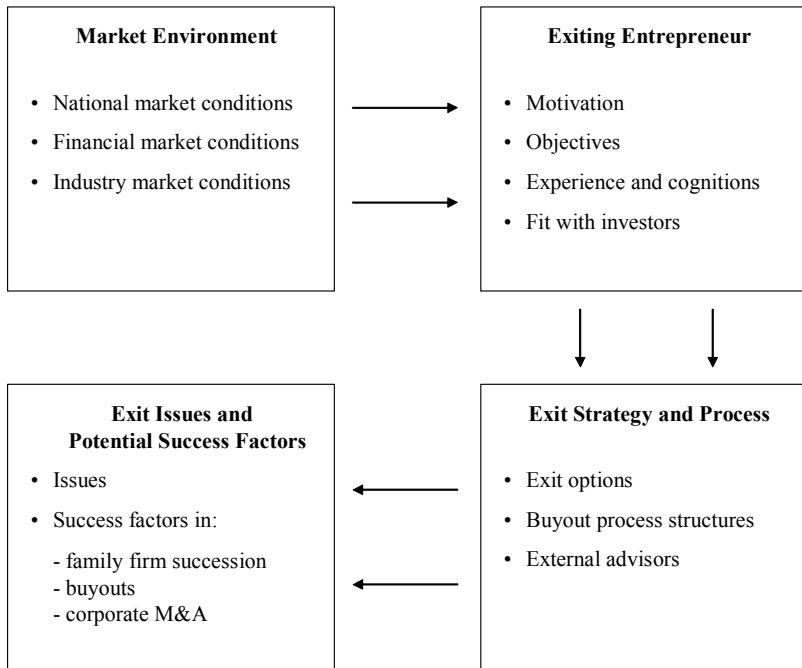 Market Environment
• National market conditions
• Financial market conditions
• Industry market conditions
Exiting Entrepreneur
• Motivation
• Objectives
• Experience and cognitions
• Fit with investors
Exit Issues and
Potential Success Factors
• Issues
• Success factors in:
- family firm succession
- buyouts
- corporate M&A
Exit Strategy and Process
• Exit options
• Buyout process structures
• External advisors